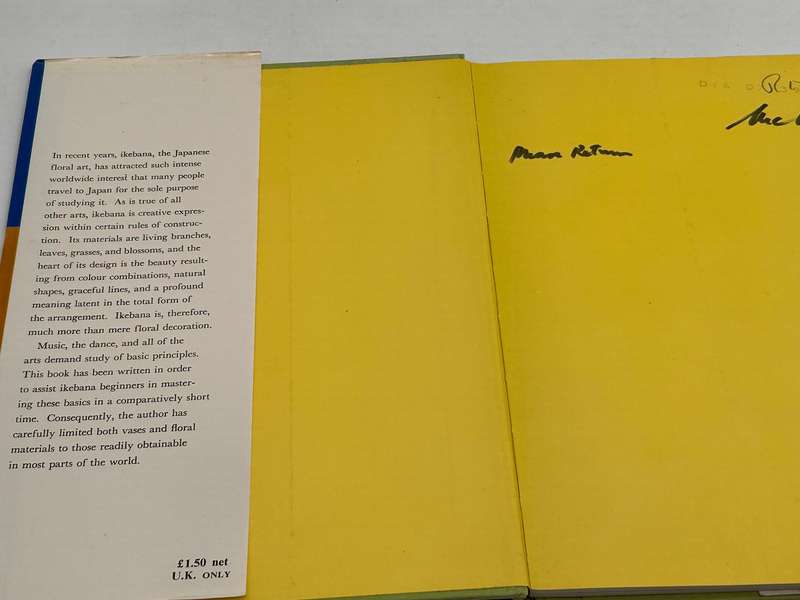 In recent years, ikebana, the Japanese
floral art, has attracted such intense
worldwide interest that many people
travel to Japan for the sole purpose
of studying it. As is true of all
other arts, ikebana is creative expres-
sion within certain rules of construc-
tion. Its materials are living branches,
leaves, grasses, and blossoms, and the
heart of its design is the beauty result-
ing from colour combinations, natural
shapes, graceful lines, and a profound
meaning latent in the total form of
the arrangement. Ikebana is, therefore,
much more than mere floral decoration.
Music, the dance, and all of the
arts demand study of basic principles.
This book has been written in order
to assist ikebana beginners in master-
ing these basics in a comparatively short
time. Consequently, the author has
carefully limited both vases and floral
materials to those readily obtainable
in most parts of the world.
£1.50 net
U.K. ONLY
Please Return